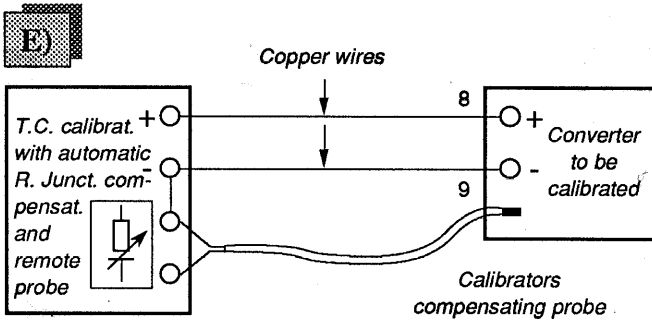 E)
Copper wires
T.C. calibrat.
with automatic
R. Junct. com-
pensat.
and
remote
probe
+
-
8
9
+
-
Converter
to be
calibrated
Calibrators
compensating probe